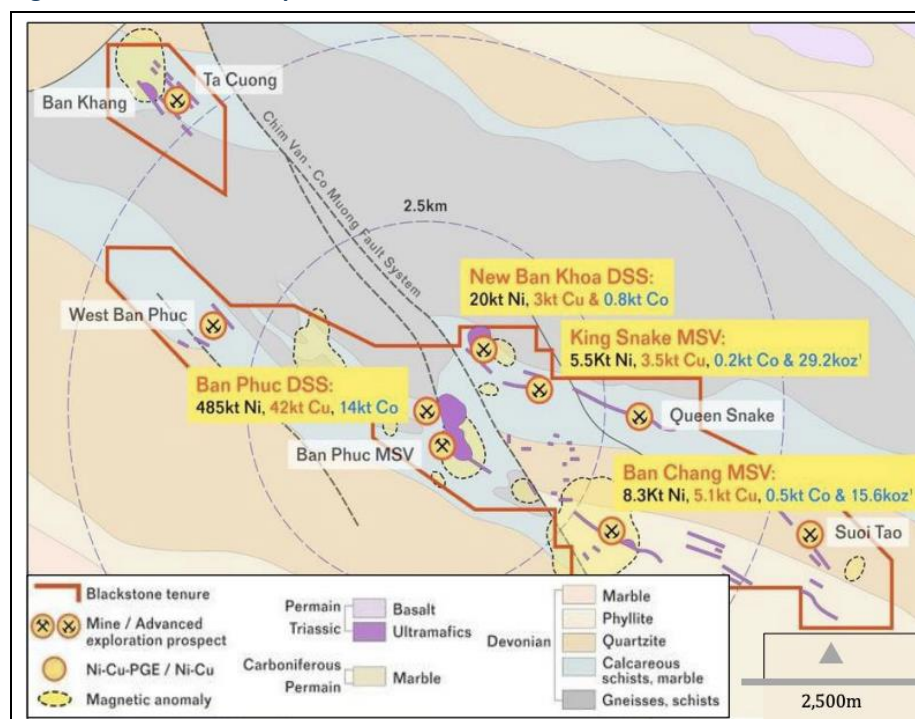 Ta Cuong
Ban Khang
Chim Van - Co Muong Fault System
2.5km
New Ban Khoa DSS:
20kt Ni, 3kt Cu & 0.8kt Co
West Ban Phuc
King Snake MSV:
5.5Kt Ni, 3.5kt Cu, 0.2kt Co & 29.2koz¹
Ban Phuc DSS:
485kt Ni, 42kt Cu, 14kt Co
Queen Snake
Ban Phuc MSV
Ban Chang MSV:
8.3Kt Ni, 5.1kt Cu, 0.5kt Co & 15.6koz¹
Suoi Tao
Blackstone tenure
Mine / Advanced
exploration prospect
Ni-Cu-PGE / Ni-Cu
Magnetic anomaly
Permain
Triassic
Basalt
Ultramafics
Carboniferous
Permain
Marble
Devonian
Marble
Phyllite
Quartzite
Calcareous
schists, marble
Gneisses, schists
2,500m